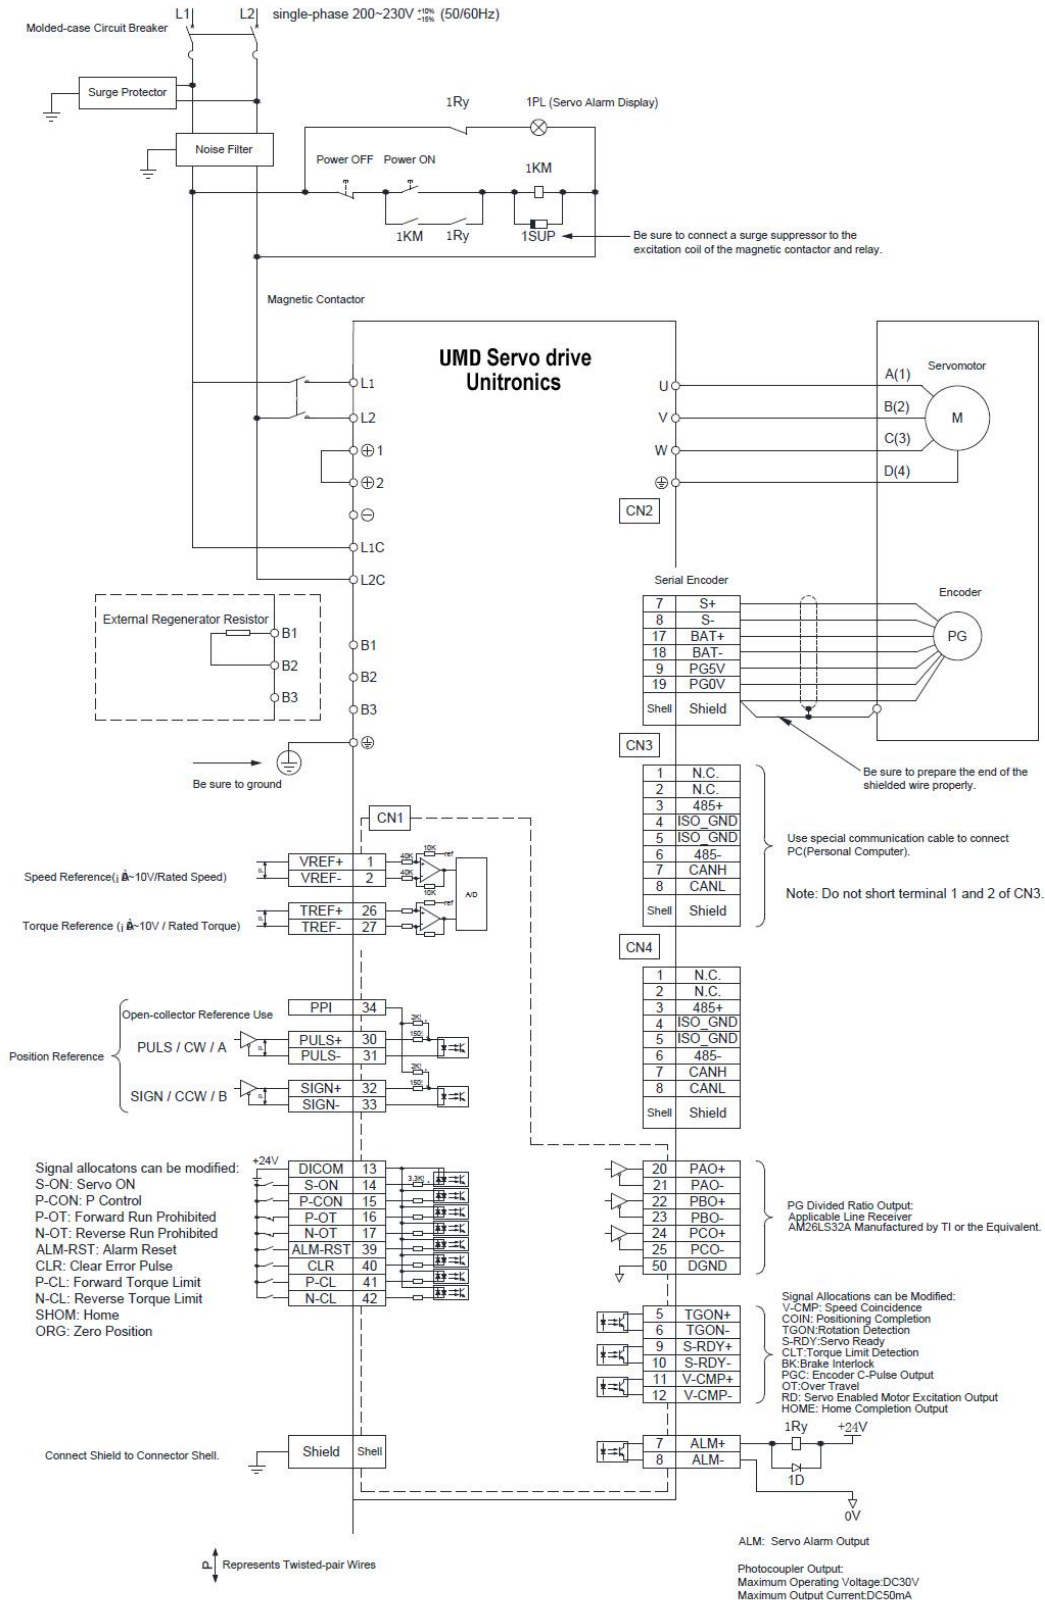 L1 L2 single-phase 200~230V +10% -15% (50/60Hz)
Molded-case Circuit Breaker
Surge Protector
1Ry 1PL (Servo Alarm Display)
Noise Filter
Power OFF Power ON
1KM
1KM 1Ry 1SUP
Be sure to connect a surge suppressor to the
excitation coil of the magnetic contactor and relay.
Magnetic Contactor
UMD Servo drive
Unitronics
L1
L2
1
2
L1C
L2C
U
V
W
A(1)
B(2)
C(3)
D(4)
Servomotor
M
CN2
External Regenerator Resistor
B1
B2
B3
B1
B2
B3
Be sure to ground
Serial Encoder
7 S+
8 S-
17 BAT+
18 BAT-
9 PG5V
19 PG0V
Shell Shield
Encoder
PG
Be sure to prepare the end of the
shielded wire properly.
CN3
1 N.C.
2 N.C.
3 485+
4 ISO_GND
5 ISO_GND
6 485-
7 CANH
8 CANL
Shell Shield
Use special communication cable to connect
PC(Personal Computer).
Note: Do not short terminal 1 and 2 of CN3.
CN4
1 N.C.
2 N.C.
3 485+
4 ISO_GND
5 ISO_GND
6 485-
7 CANH
8 CANL
Shell Shield
CN1
Speed Reference( ~10V/Rated Speed)
P
VREF+ 1
VREF- 2
40K
40K
10K
10K
ref
A/D
Torque Reference ( ~10V / Rated Torque)
P
TREF+ 26
TREF- 27
ref
Position Reference
Open-collector Reference Use
PPI 34
PULS / CW / A
P
PULS+ 30
PULS- 31
SIGN / CCW / B
P
SIGN+ 32
SIGN- 33
Signal allocatons can be modified:
S-ON: Servo ON
P-CON: P Control
P-OT: Forward Run Prohibited
N-OT: Reverse Run Prohibited
ALM-RST: Alarm Reset
CLR: Clear Error Pulse
P-CL: Forward Torque Limit
N-CL: Reverse Torque Limit
SHOM: Home
ORG: Zero Position
+24V
DICOM 13
S-ON 14
P-CON 15
P-OT 16
N-OT 17
ALM-RST 39
CLR 40
P-CL 41
N-CL 42
20 PAO+
21 PAO-
22 PBO+
23 PBO-
24 PCO+
25 PCO-
50 DGND
PG Divided Ratio Output:
Applicable Line Receiver
AM26LS32A Manufactured by TI or the Equivalent.
5 TGON+
6 TGON-
9 S-RDY+
10 S-RDY-
11 V-CMP+
12 V-CMP-
Signal Allocations can be Modified:
V-CMP: Speed Coincidence
COIN: Positioning Completion
TGON:Rotation Detection
S-RDY:Servo Ready
CLT:Torque Limit Detection
BK:Brake Interlock
PGC: Encoder C-Pulse Output
OT:Over Travel
RD: Servo Enabled Motor Excitation Output
HOME: Home Completion Output
Connect Shield to Connector Shell.
Shield Shell
7 ALM+
8 ALM-
1Ry +24V
1D
0V
ALM: Servo Alarm Output
P Represents Twisted-pair Wires
Photocoupler Output:
Maximum Operating Voltage:DC30V
Maximum Output Current:DC50mA